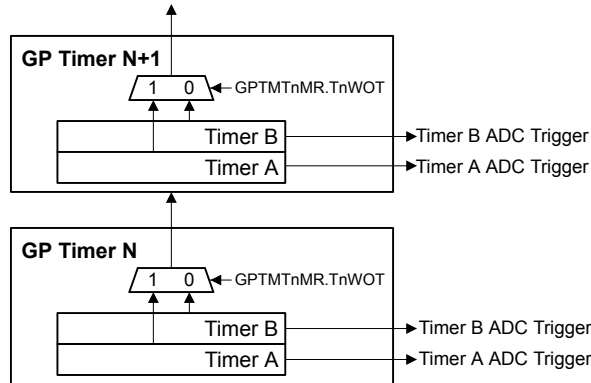 GP Timer N+1
1 0 GPTMTnMR.TnWOT
Timer B Timer B ADC Trigger
Timer A Timer A ADC Trigger
GP Timer N
1 0 GPTMTnMR.TnWOT
Timer B Timer B ADC Trigger
Timer A Timer A ADC Trigger